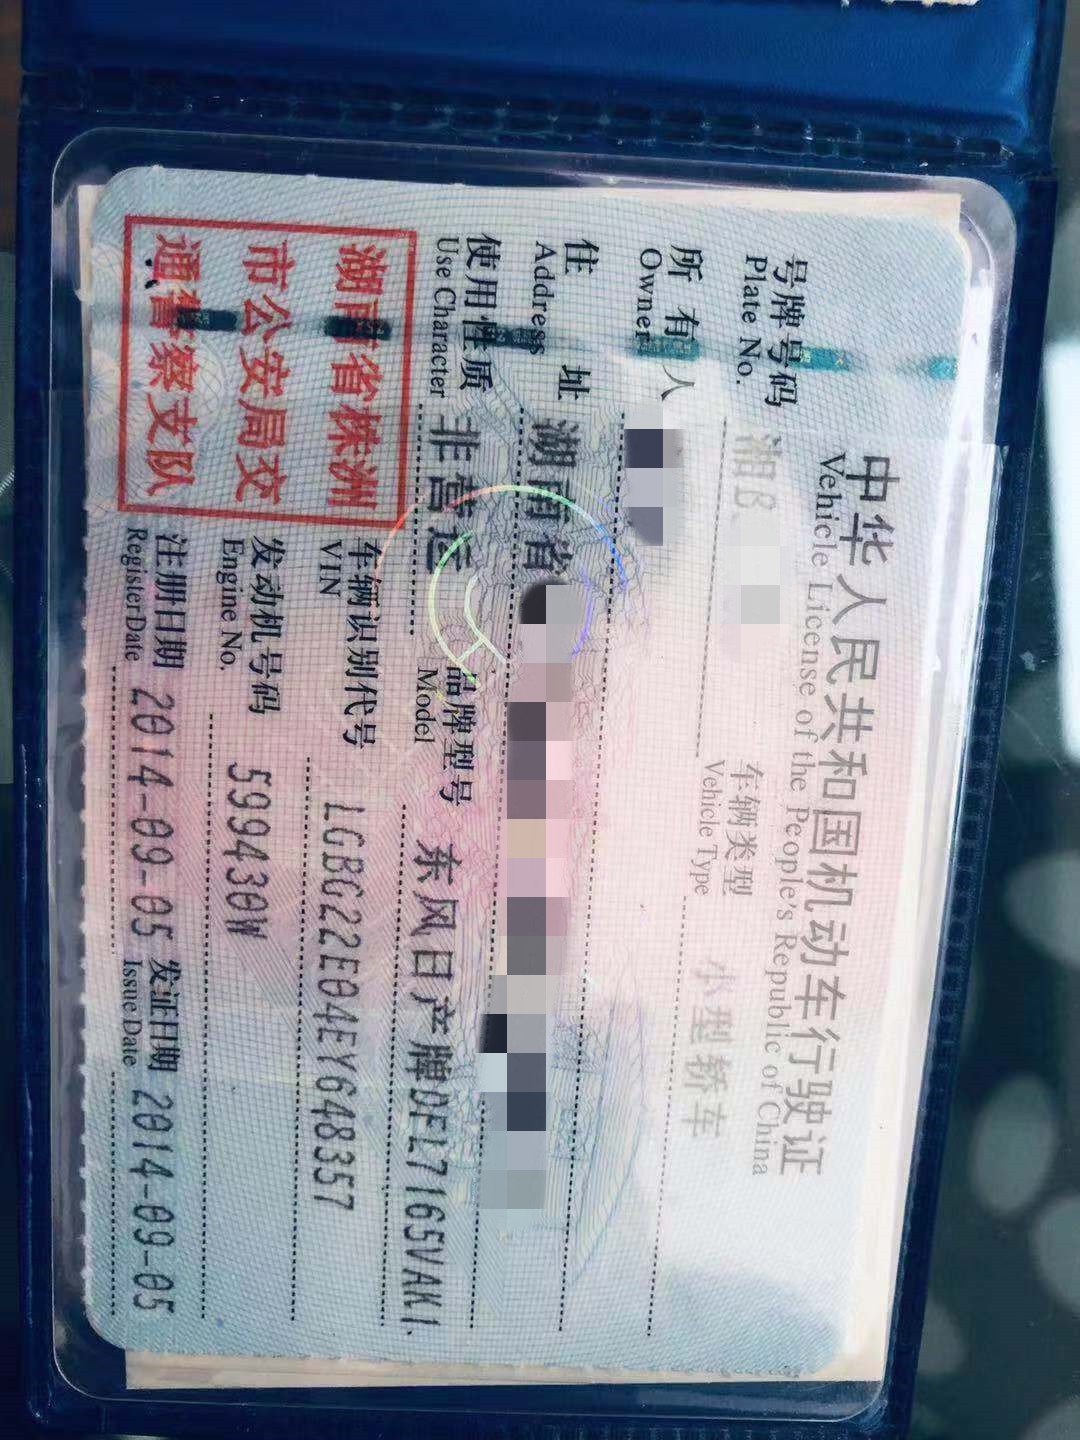 中华人民共和国机动车行驶证
Vehicle License of the People's Republic of China
号牌号码 湘B 车辆类型 小型轿车
Plate No. Vehicle Type
所有人
Owner
住址 湖南省
Address
使用性质 非营运 品牌型号 东风日产牌DFL7165VAK1
Use Character Model
湖南省株洲
市公安局交
通警察支队
车辆识别代号 LGBG22E04EY648357
VIN
发动机号码 599430W
Engine No.
注册日期 2014-09-05 发证日期 2014-09-05
Register Date Issue Date